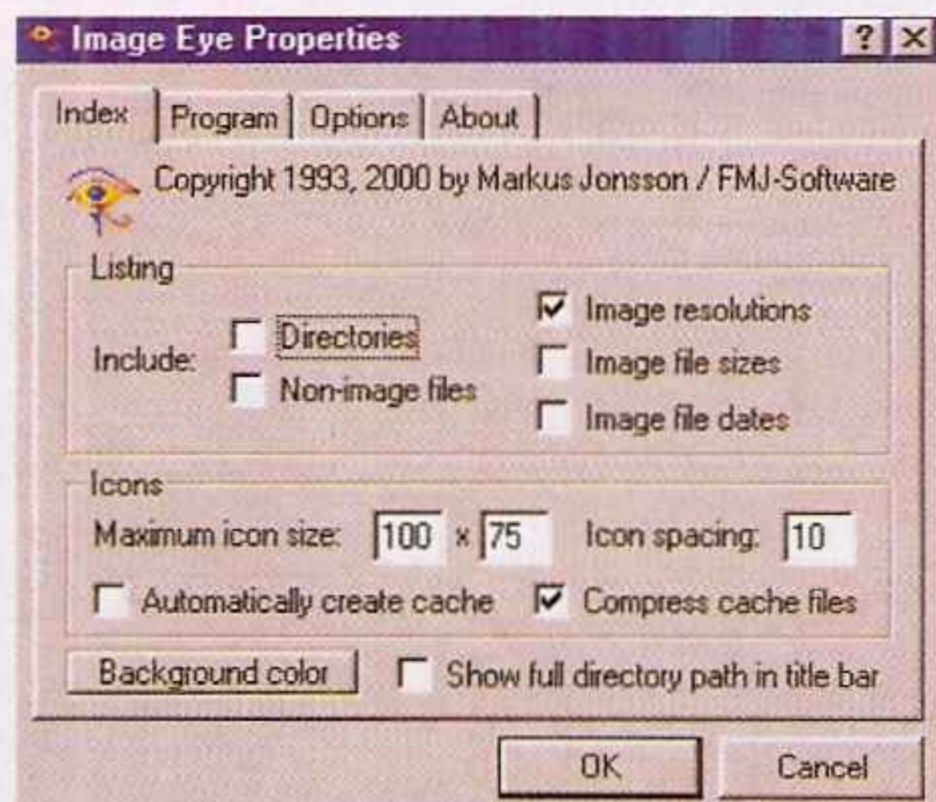 Image Eye Properties
? ×
Index Program Options About
Copyright 1993, 2000 by Markus Jonsson / FMJ-Software
Listing
Include:
Directories
Non-image files
Image resolutions
Image file sizes
Image file dates
Icons
Maximum icon size: 100 x 75 Icon spacing: 10
Automatically create cache Compress cache files
Background color Show full directory path in title bar
OK Cancel